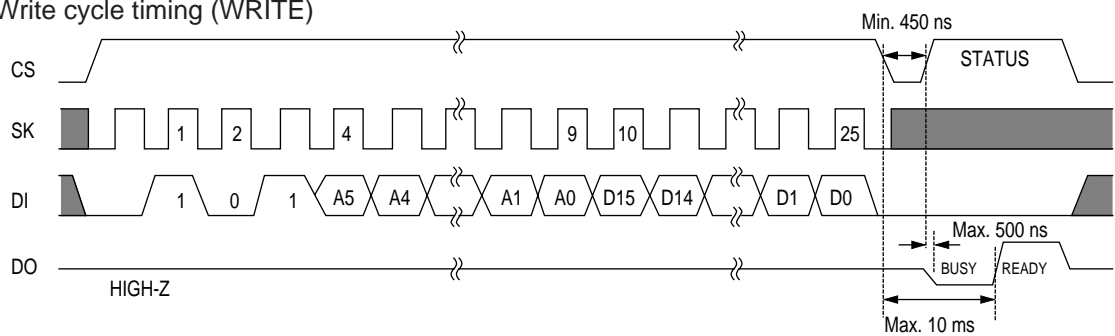 Write cycle timing (WRITE)
Min. 450 ns
CS STATUS
SK 1 2 4 9 10 25
DI 1 0 1 A5 A4 A1 A0 D15 D14 D1 D0
Max. 500 ns
DO BUSY READY
HIGH-Z
Max. 10 ms